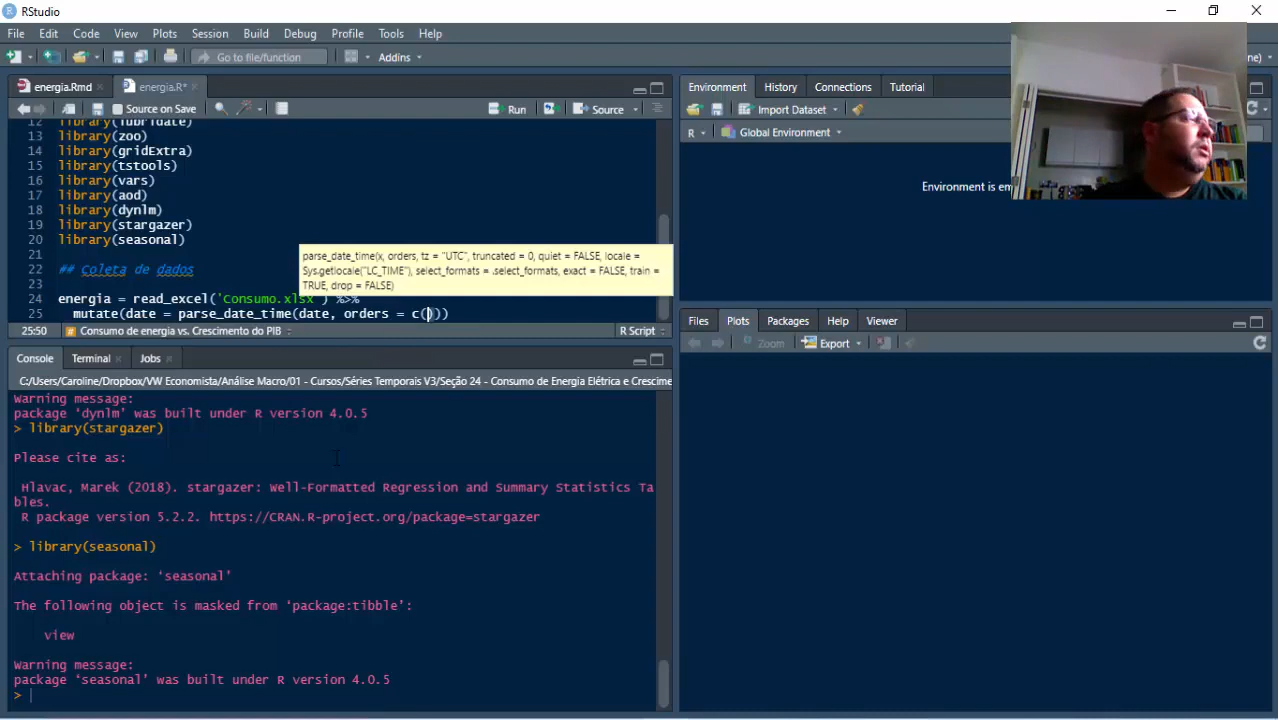 RStudio
File Edit Code View Plots Session Build Debug Profile Tools Help
Go to file/function Addins
energia.Rmd energia.R*
Source on Save Run Source
12 library(lubridate)
13 library(zoo)
14 library(gridExtra)
15 library(tstools)
16 library(vars)
17 library(aod)
18 library(dynlm)
19 library(stargazer)
20 library(seasonal)
21
22 ## Coleta de dados
23
24 energia = read_excel('Consumo.xlsx') %>%
25 mutate(date = parse_date_time(date, orders = c()))
parse_date_time(x, orders, tz = "UTC", truncated = 0, quiet = FALSE, locale =
Sys.getlocale("LC_TIME"), select_formats = .select_formats, exact = FALSE, train =
TRUE, drop = FALSE)
25:50 Consumo de energia vs. Crescimento do PIB R Script
Console Terminal Jobs
C:/Users/Caroline/Dropbox/VW Economista/Análise Macro/01 - Cursos/Séries Temporais V3/Seção 24 - Consumo de Energia Elétrica e Crescime
Warning message:
package ‘dynlm’ was built under R version 4.0.5
> library(stargazer)
Please cite as:
Hlavac, Marek (2018). stargazer: Well-Formatted Regression and Summary Statistics Ta
bles.
R package version 5.2.2. https://CRAN.R-project.org/package=stargazer
> library(seasonal)
Attaching package: ‘seasonal’
The following object is masked from ‘package:tibble’:
view
Warning message:
package ‘seasonal’ was built under R version 4.0.5
>
Environment History Connections Tutorial
Import Dataset
R Global Environment
Environment is em
Files Plots Packages Help Viewer
Zoom Export